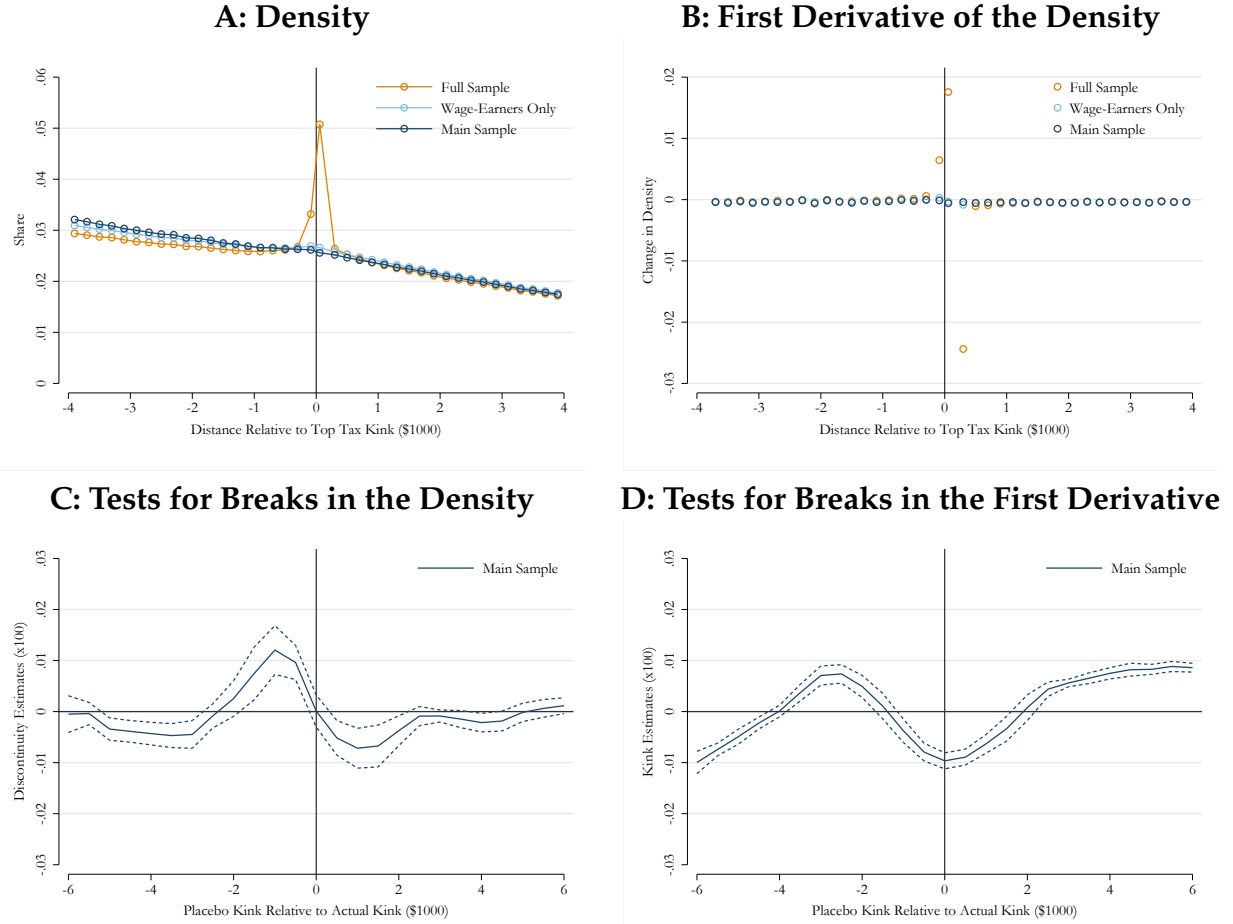 A: Density
.06
.05
.04
.03
.02
.01
0
Share
Full Sample
Wage-Earners Only
Main Sample
-4 -3 -2 -1 0 1 2 3 4
Distance Relative to Top Tax Kink ($1000)
B: First Derivative of the Density
.02
.01
0
-.01
-.02
-.03
Change in Density
Full Sample
Wage-Earners Only
Main Sample
-4 -3 -2 -1 0 1 2 3 4
Distance Relative to Top Tax Kink ($1000)
C: Tests for Breaks in the Density
.03
.02
.01
0
-.01
-.02
-.03
Discontinuity Estimates (x100)
Main Sample
-6 -4 -2 0 2 4 6
Placebo Kink Relative to Actual Kink ($1000)
D: Tests for Breaks in the First Derivative
.03
.02
.01
0
-.01
-.02
-.03
Kink Estimates (x100)
Main Sample
-6 -4 -2 0 2 4 6
Placebo Kink Relative to Actual Kink ($1000)